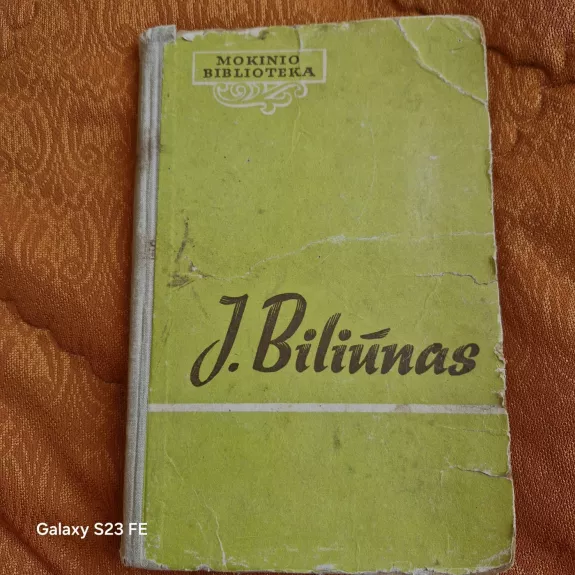 MOKINIO
BIBLIOTEKA
J. Biliūnas
Galaxy S23 FE